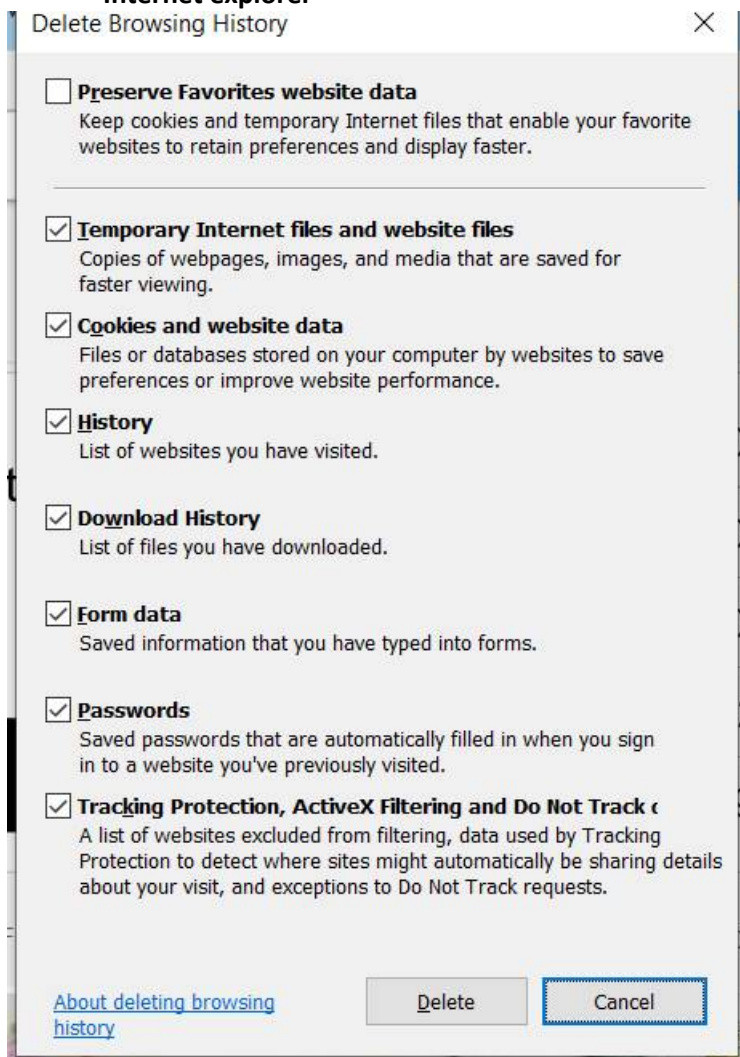 Internet explorer
Delete Browsing History
Preserve Favorites website data
Keep cookies and temporary Internet files that enable your favorite
websites to retain preferences and display faster.
Temporary Internet files and website files
Copies of webpages, images, and media that are saved for
faster viewing.
Cookies and website data
Files or databases stored on your computer by websites to save
preferences or improve website performance.
History
List of websites you have visited.
Download History
List of files you have downloaded.
Form data
Saved information that you have typed into forms.
Passwords
Saved passwords that are automatically filled in when you sign
in to a website you've previously visited.
Tracking Protection, ActiveX Filtering and Do Not Track
A list of websites excluded from filtering, data used by Tracking
Protection to detect where sites might automatically be sharing details
about your visit, and exceptions to Do Not Track requests.
About deleting browsing
history
Delete
Cancel